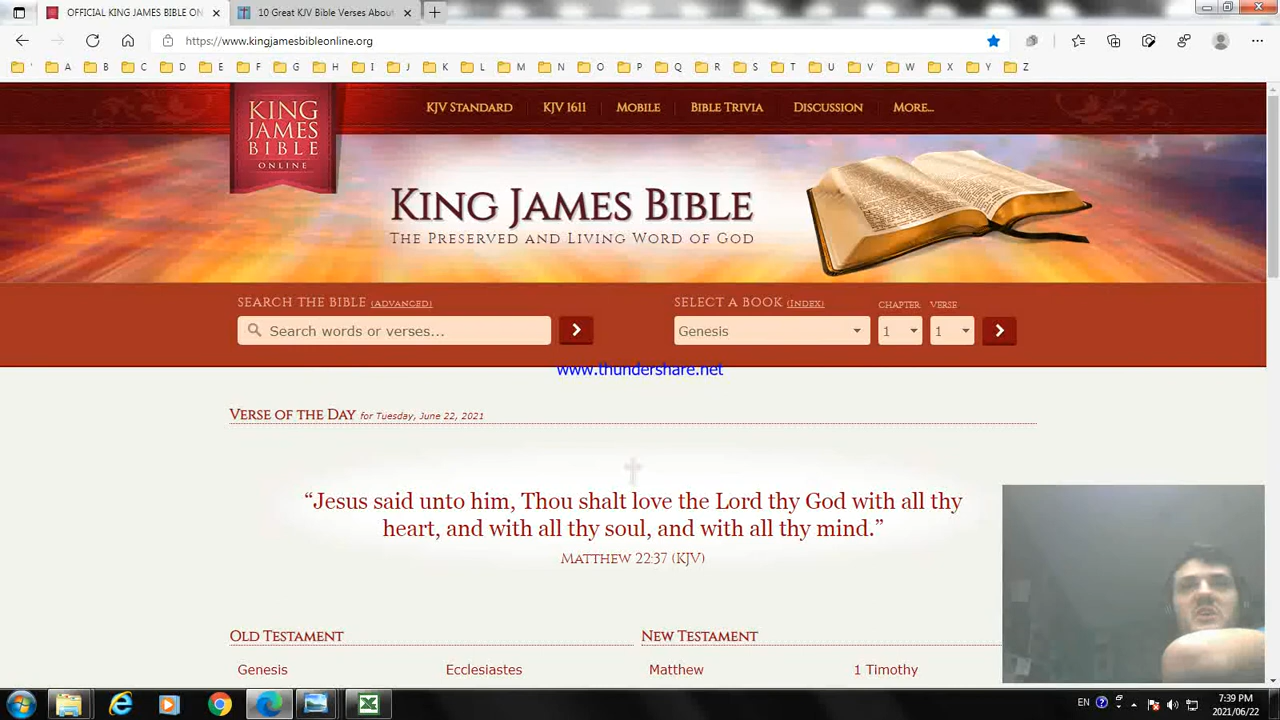 OFFICIAL KING JAMES BIBLE ON
10 Great KJV Bible Verses Abou
https://www.kingjamesbibleonline.org
' A B C D E F G H I J K L M N O P Q R S T U V W X Y Z
KING JAMES BIBLE ONLINE
KJV STANDARD KJV 1611 MOBILE BIBLE TRIVIA DISCUSSION MORE...
KING JAMES BIBLE
THE PRESERVED AND LIVING WORD OF GOD
SEARCH THE BIBLE (ADVANCED) SELECT A BOOK (INDEX) CHAPTER VERSE
Search words or verses... Genesis 1 1
www.thundershare.net
VERSE OF THE DAY for Tuesday, June 22, 2021
“Jesus said unto him, Thou shalt love the Lord thy God with all thy
heart, and with all thy soul, and with all thy mind.”
MATTHEW 22:37 (KJV)
OLD TESTAMENT NEW TESTAMENT
Genesis Ecclesiastes Matthew 1 Timothy
EN 7:39 PM
2021/06/22